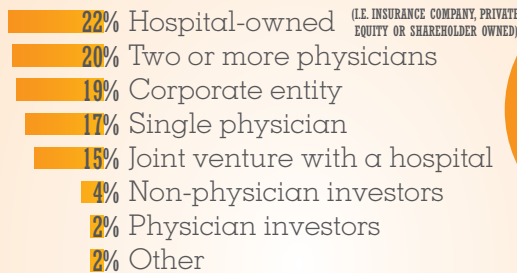 22% Hospital-owned (I.E. INSURANCE COMPANY, PRIVATE
EQUITY OR SHAREHOLDER OWNED)
20% Two or more physicians
19% Corporate entity
17% Single physician
15% Joint venture with a hospital
4% Non-physician investors
2% Physician investors
2% Other